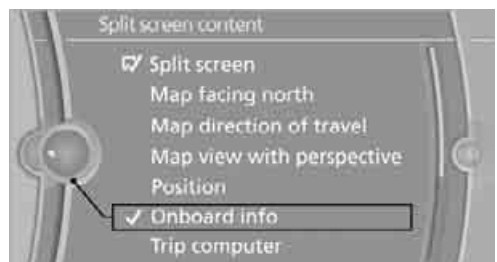 Split screen content
Split screen
Map facing north
Map direction of travel
Map view with perspective
Position
Onboard info
Trip computer